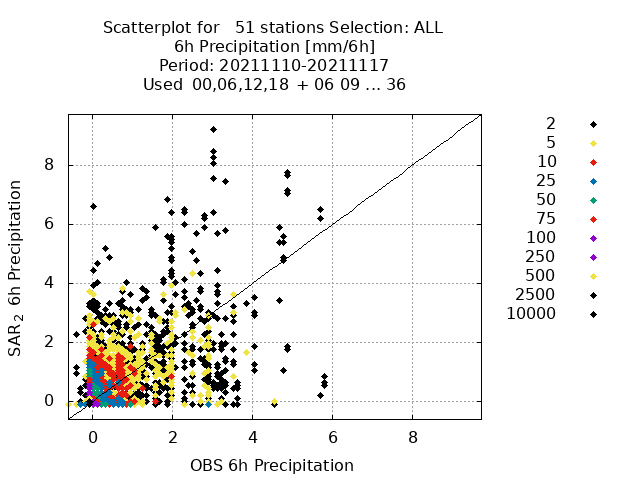 Scatterplot for   51 stations Selection: ALL
6h Precipitation [mm/6h]
Period: 20211110-20211117
Used  00,06,12,18 + 06 09 ... 36
SAR2  6h Precipitation
8
6
4
2
0
0 2 4 6 8
OBS 6h Precipitation
2
5
10
25
50
75
100
250
500
2500
10000